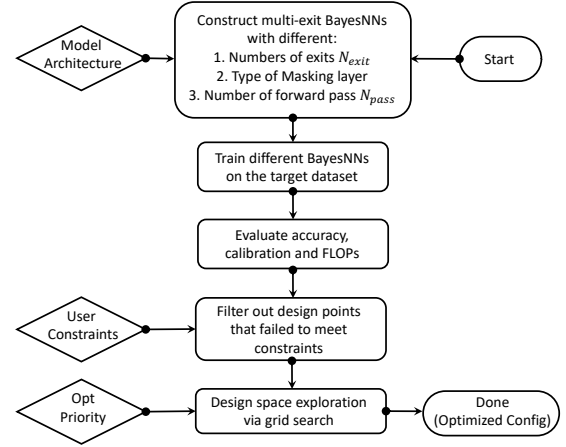 Construct multi-exit BayesNNs
with different:
1. Numbers of exits N_exit
2. Type of Masking layer
3. Number of forward pass N_pass
Model
Architecture
Start
Train different BayesNNs
on the target dataset
Evaluate accuracy,
calibration and FLOPs
User
Constraints
Filter out design points
that failed to meet
constraints
Opt
Priority
Design space exploration
via grid search
Done
(Optimized Config)